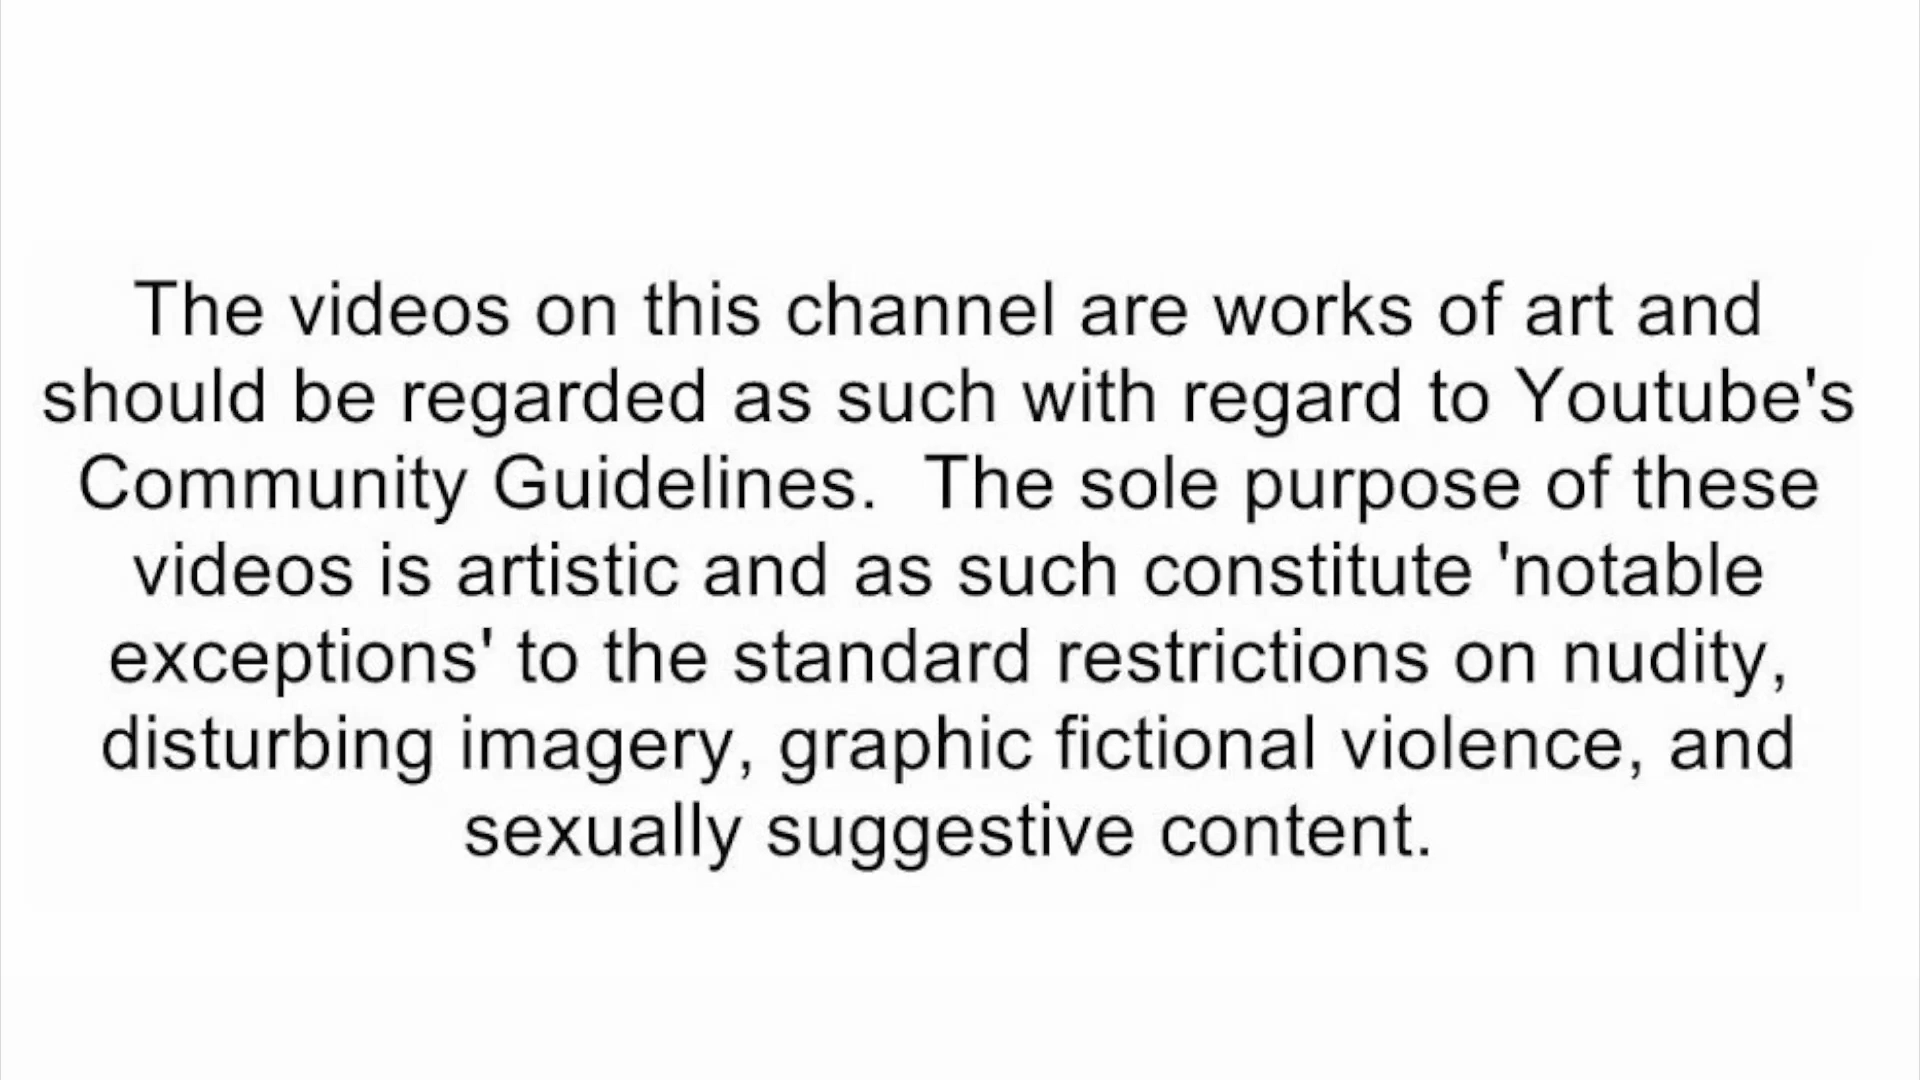 The videos on this channel are works of art and
should be regarded as such with regard to Youtube's
Community Guidelines.  The sole purpose of these
videos is artistic and as such constitute 'notable
exceptions' to the standard restrictions on nudity,
disturbing imagery, graphic fictional violence, and
sexually suggestive content.